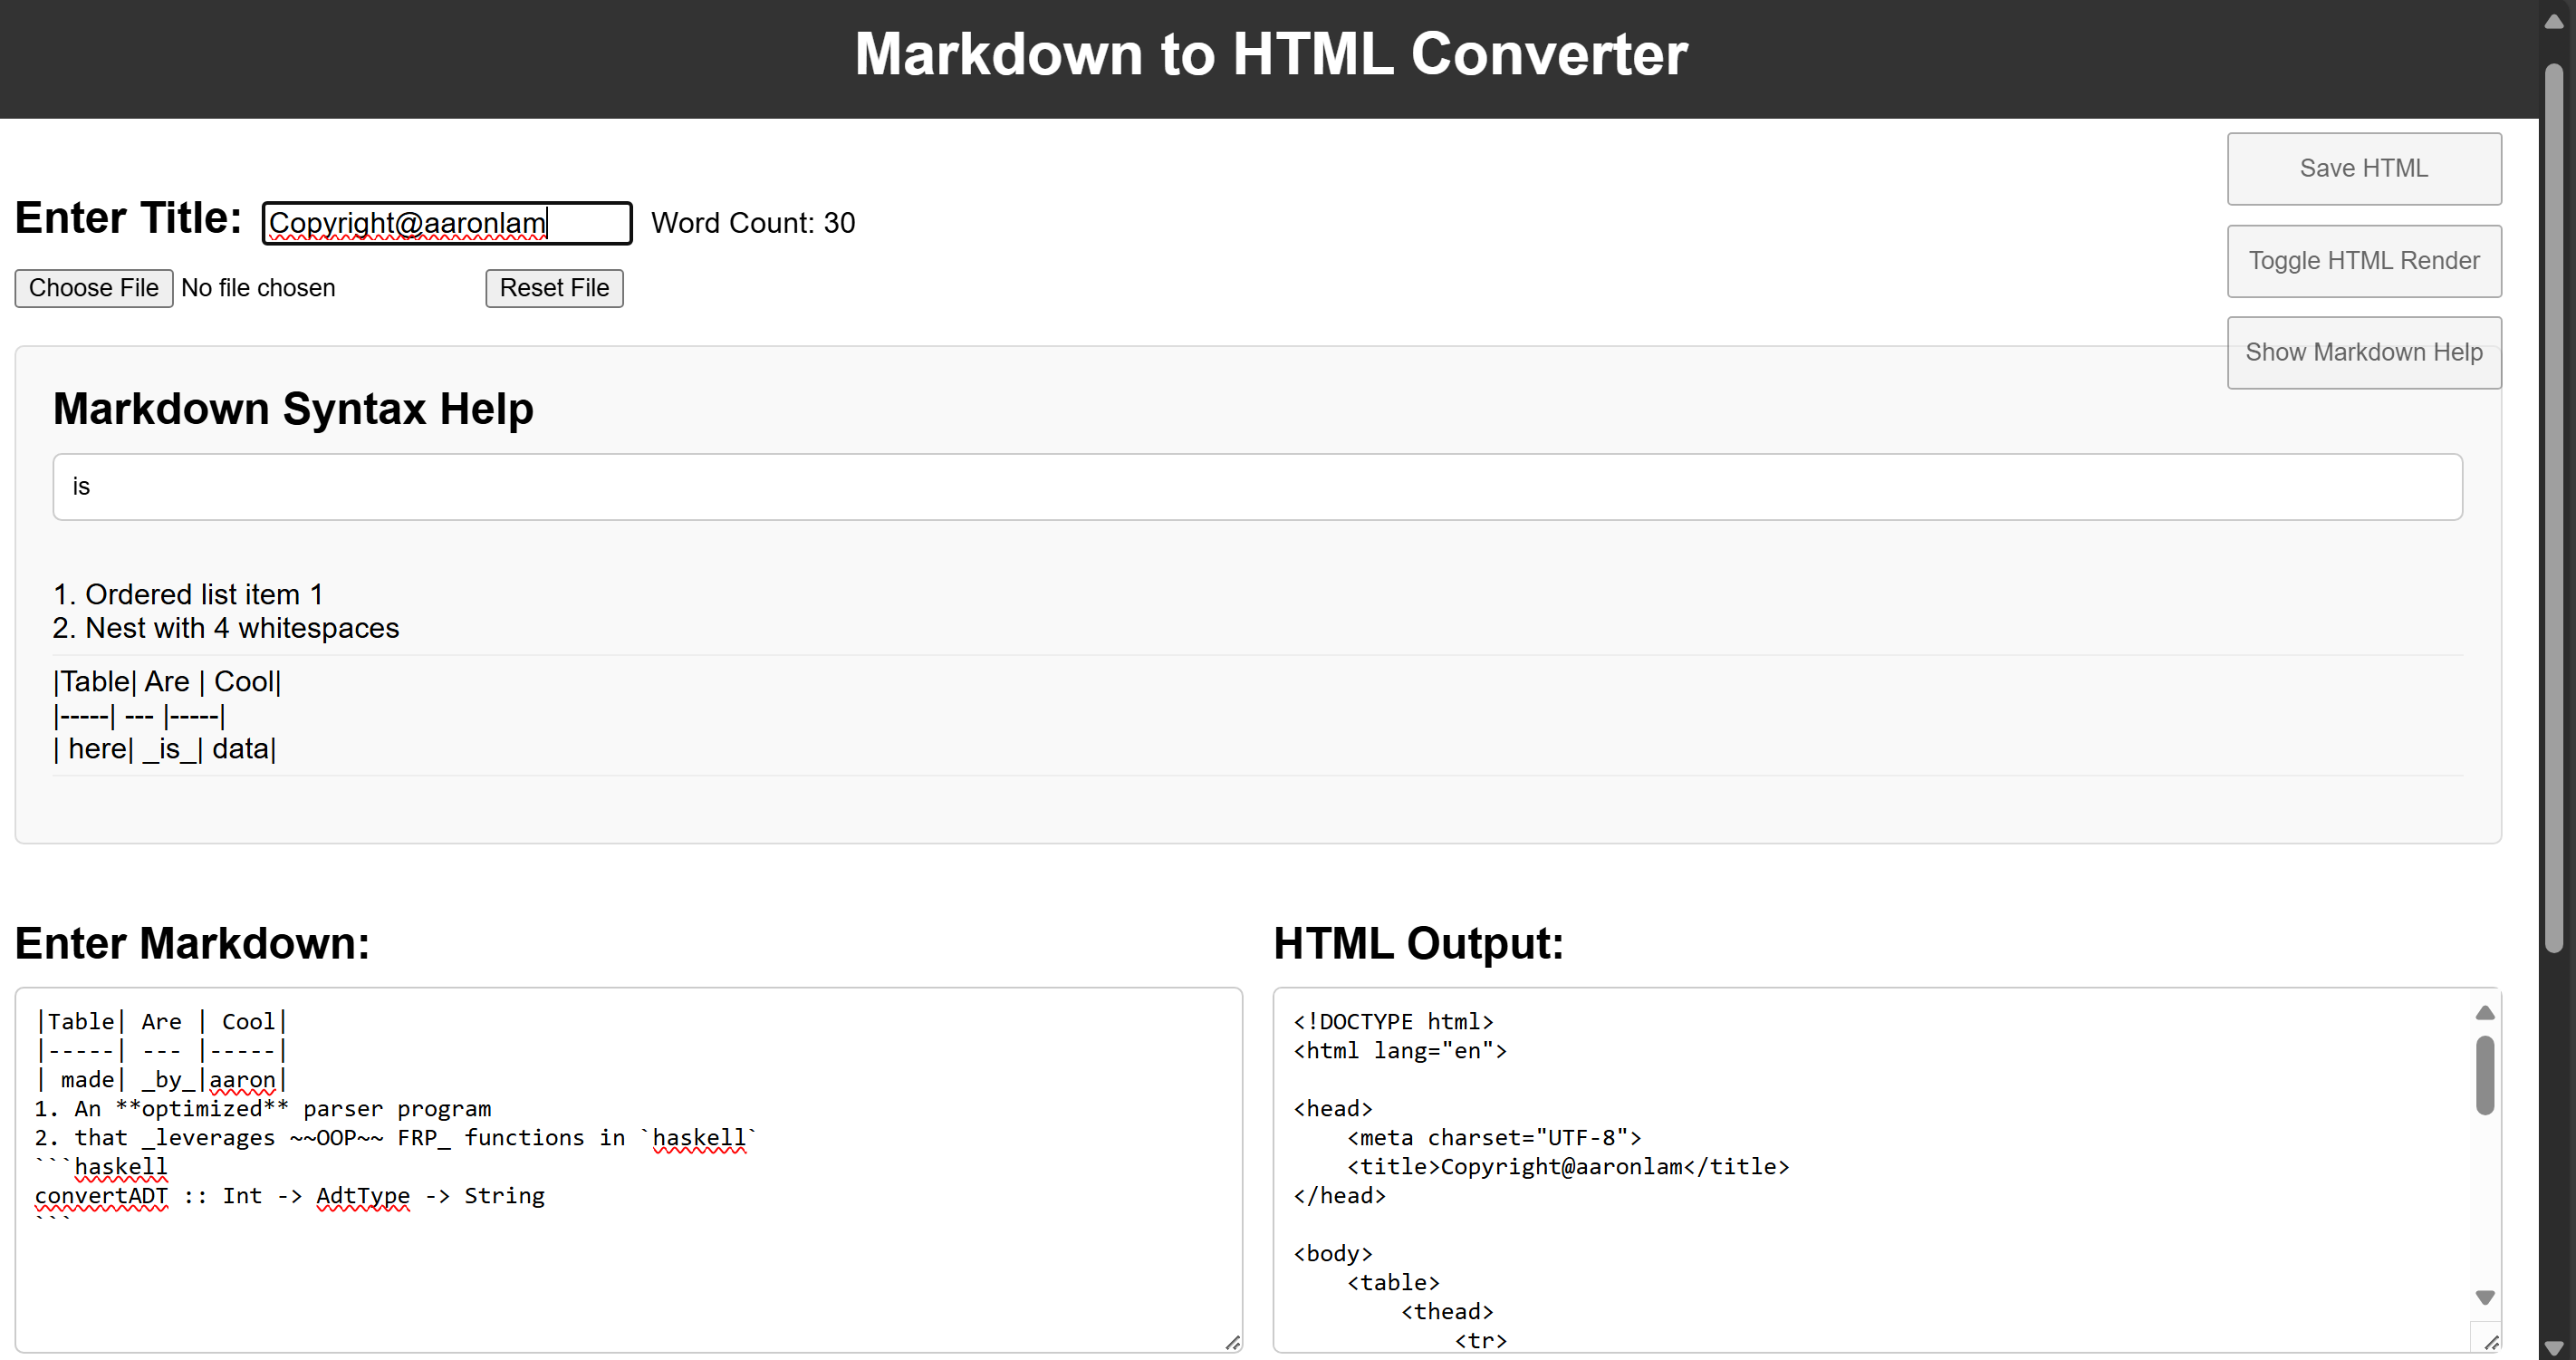 Markdown to HTML Converter
Save HTML
Enter Title: Copyright@aaronlam Word Count: 30
Toggle HTML Render
Choose File No file chosen Reset File
Show Markdown Help
Markdown Syntax Help
is
1. Ordered list item 1
2. Nest with 4 whitespaces
|Table| Are | Cool|
|-----| --- |-----|
| here| _is_| data|
Enter Markdown:
|Table| Are | Cool|
|-----| --- |-----|
| made| _by_|aaron|
1. An **optimized** parser program
2. that _leverages ~~OOP~~ FRP_ functions in `haskell`
```haskell
convertADT :: Int -> AdtType -> String
```
HTML Output:
<!DOCTYPE html>
<html lang="en">
<head>
    <meta charset="UTF-8">
    <title>Copyright@aaronlam</title>
</head>
<body>
    <table>
        <thead>
            <tr>